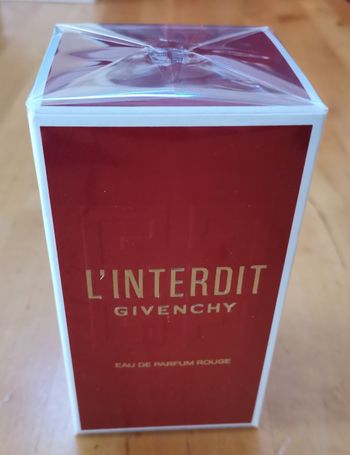 L'INTERDIT
GIVENCHY
EAU DE PARFUM ROUGE